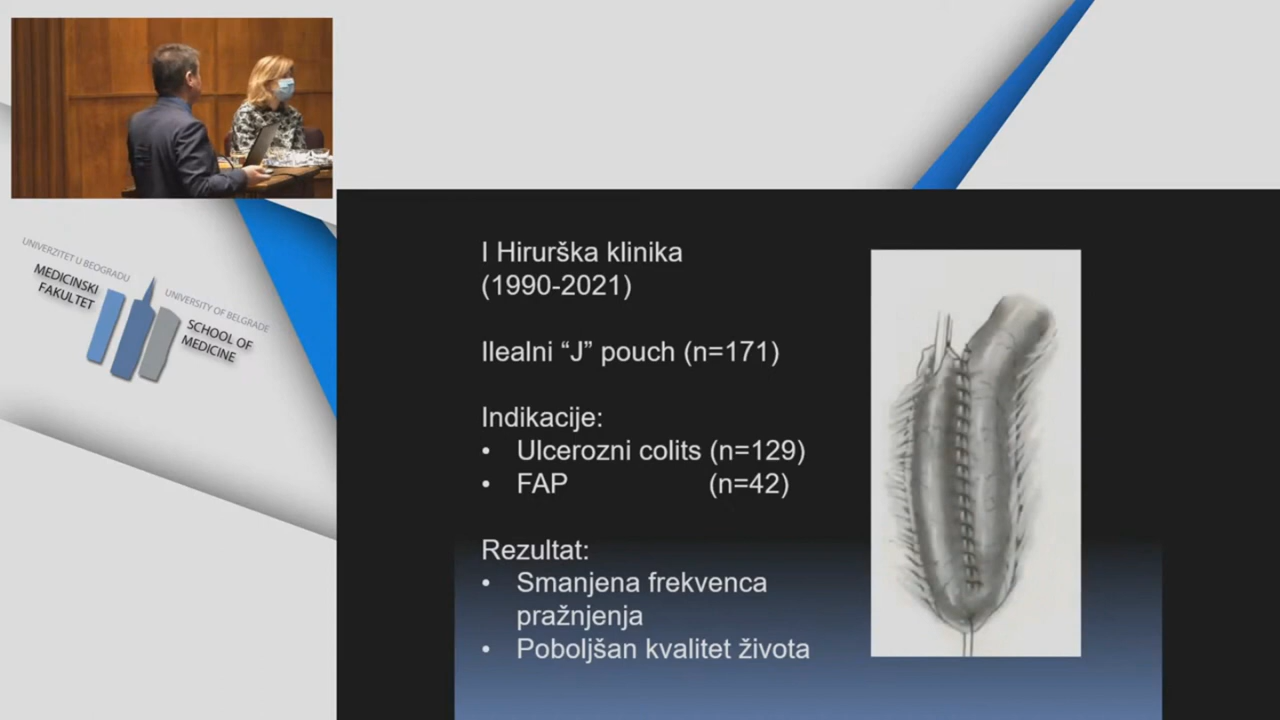 UNIVERZITET U BEOGRADU
MEDICINSKI
FAKULTET
UNIVERSITY OF BELGRADE
SCHOOL OF
MEDICINE
I Hirurška klinika
(1990-2021)
Ilealni “J” pouch (n=171)
Indikacije:
• Ulcerozni colits (n=129)
• FAP (n=42)
Rezultat:
• Smanjena frekvenca
pražnjenja
• Poboljšan kvalitet života